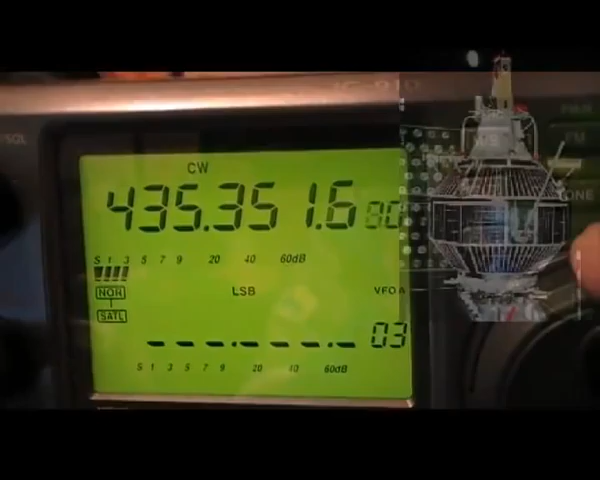 CW
435.351.6 80
S 1 3 5 7 9 20 40 60dB
NOR LSB VFO A
SATL
--.--.--.- 03
S 1 3 5 7 9 20 40 60dB